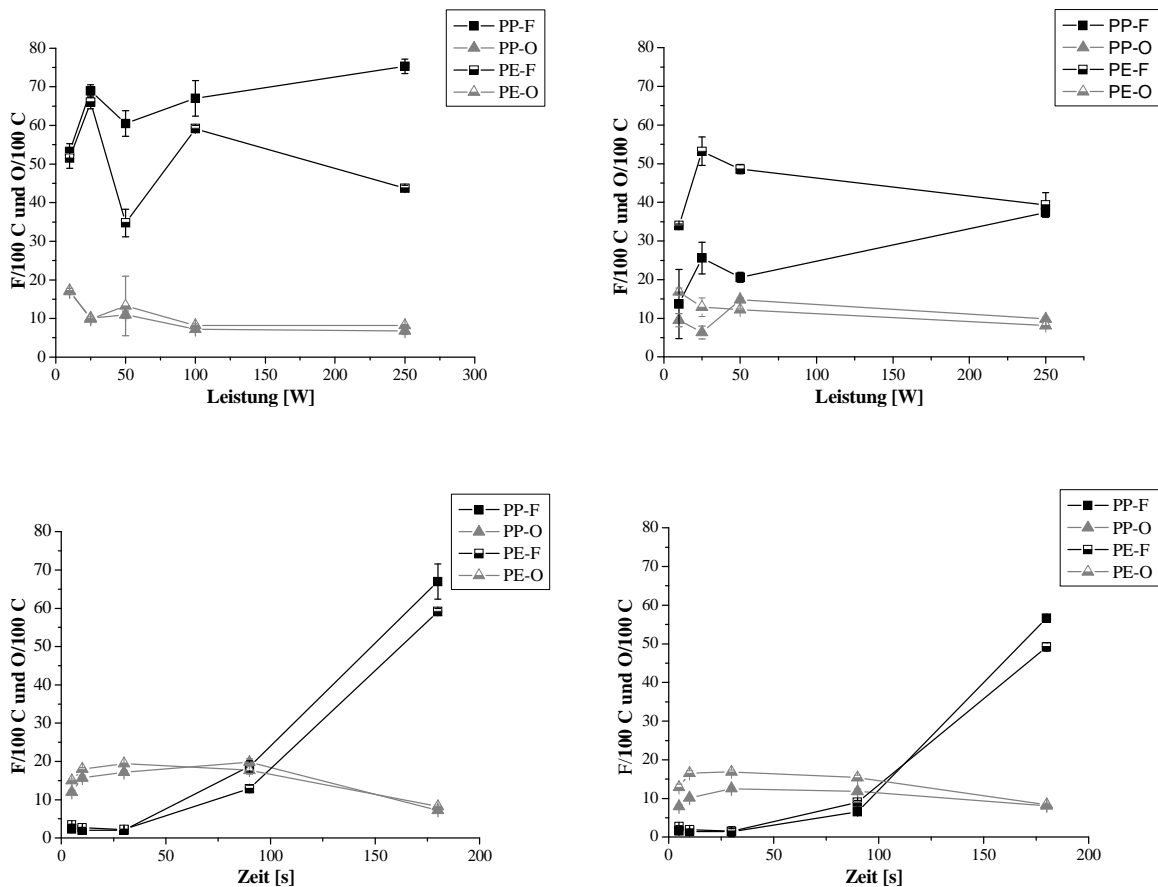 PP-F
PP-O
PE-F
PE-O
80
70
60
50
40
30
20
10
0
F/100 C und O/100 C
0 50 100 150 200 250 300
Leistung [W]
PP-F
PP-O
PE-F
PE-O
80
70
60
50
40
30
20
10
0
F/100 C und O/100 C
0 50 100 150 200 250
Leistung [W]
PP-F
PP-O
PE-F
PE-O
80
70
60
50
40
30
20
10
0
F/100 C und O/100 C
0 50 100 150 200
Zeit [s]
PP-F
PP-O
PE-F
PE-O
80
70
60
50
40
30
20
10
0
F/100 C und O/100 C
0 50 100 150 200
Zeit [s]